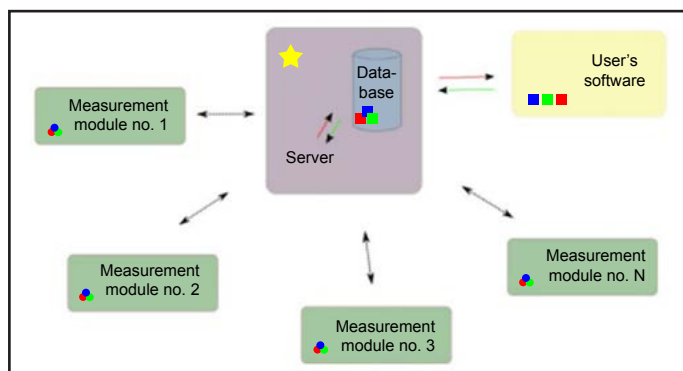 Data-
base
Server
User's
software
Measurement
module no. 1
Measurement
module no. 2
Measurement
module no. 3
Measurement
module no. N